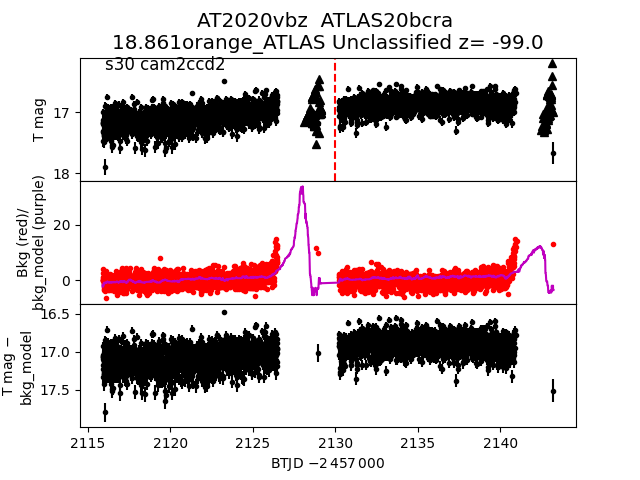 AT2020vbz  ATLAS20bcra
18.861orange_ATLAS Unclassified z= -99.0
s30 cam2ccd2
T mag
17
18
Bkg (red)/
bkg_model (purple)
20
0
T mag −
bkg_model
16.5
17.0
17.5
2115 2120 2125 2130 2135 2140
BTJD −2 457 000